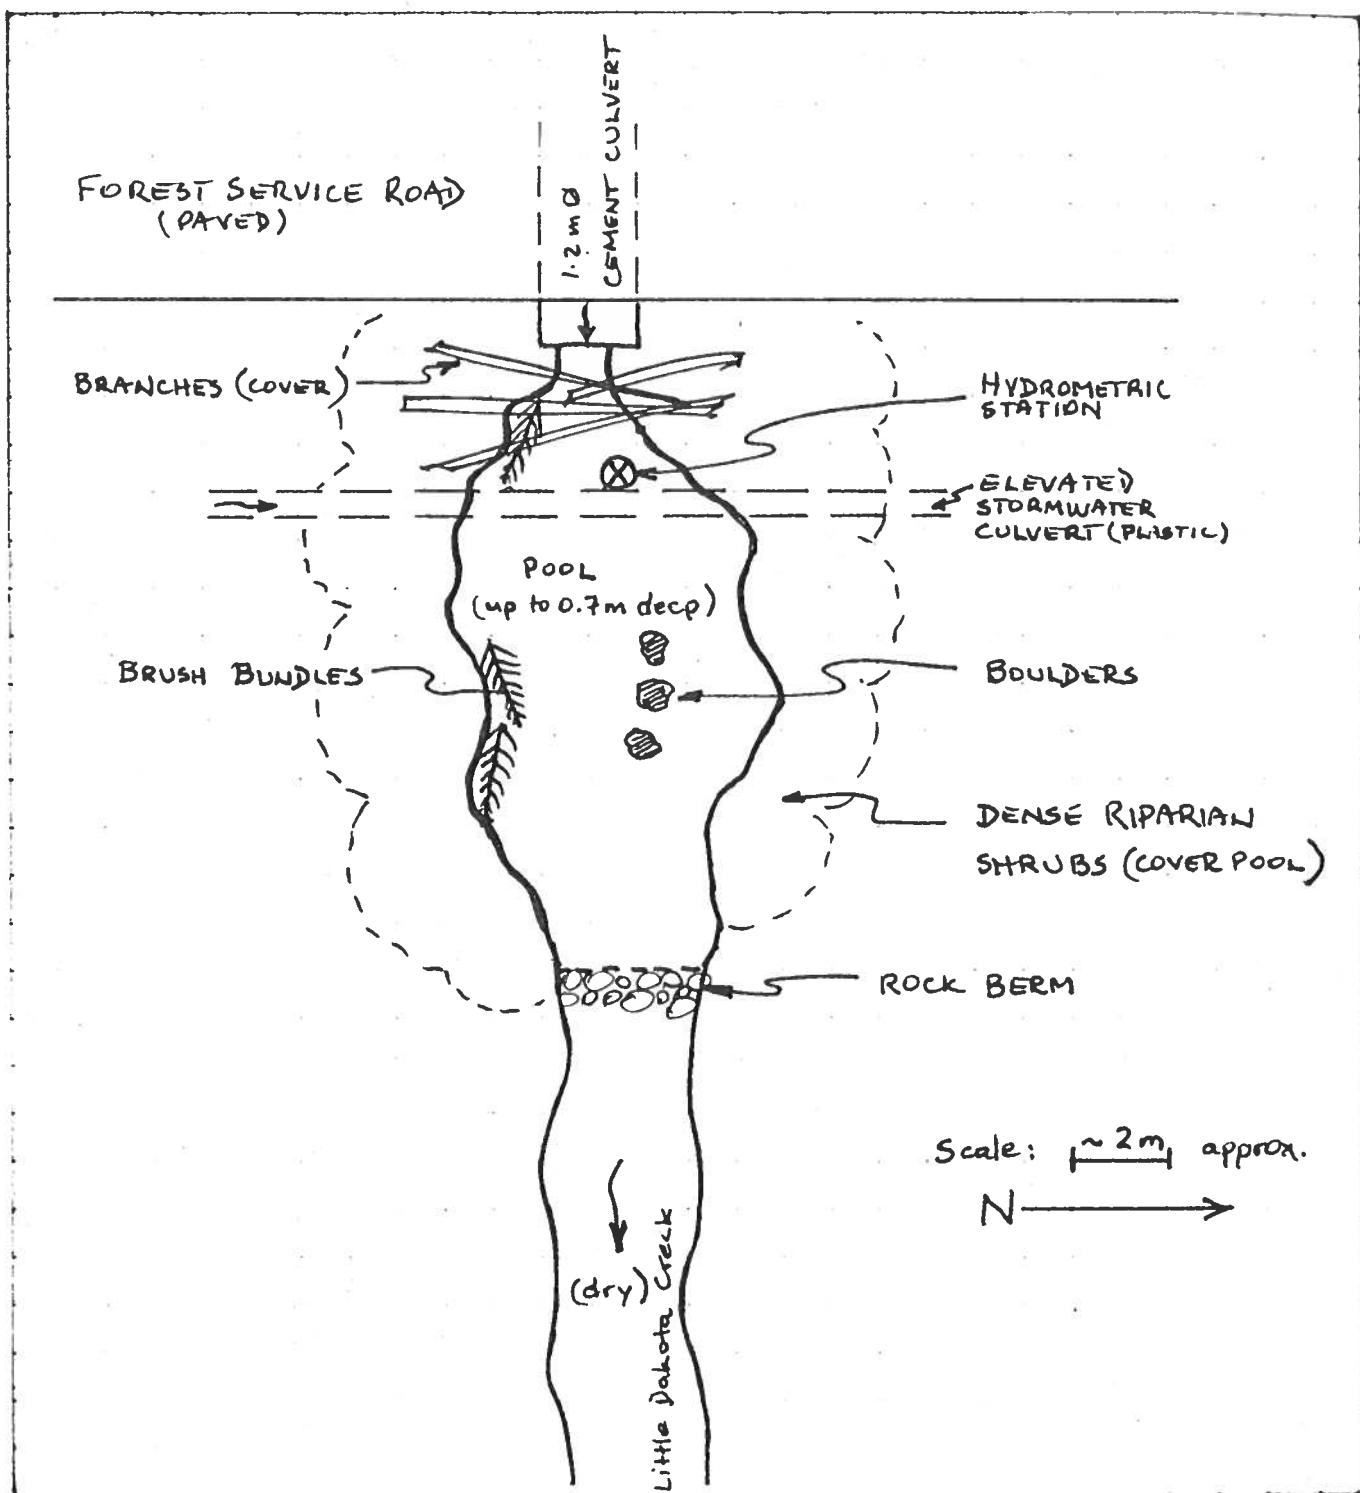 1.2 m Ø
CEMENT CULVERT
FOREST SERVICE ROAD
(PAVED)
BRANCHES (COVER)
HYDROMETRIC
STATION
ELEVATED
STORMWATER
CULVERT (PLASTIC)
POOL
(up to 0.7m deep)
BRUSH BUNDLES
BOULDERS
DENSE RIPARIAN
SHRUBS (COVER POOL)
ROCK BERM
Scale: ~ 2 m approx.
N
(dry)
Little Dakota Creek